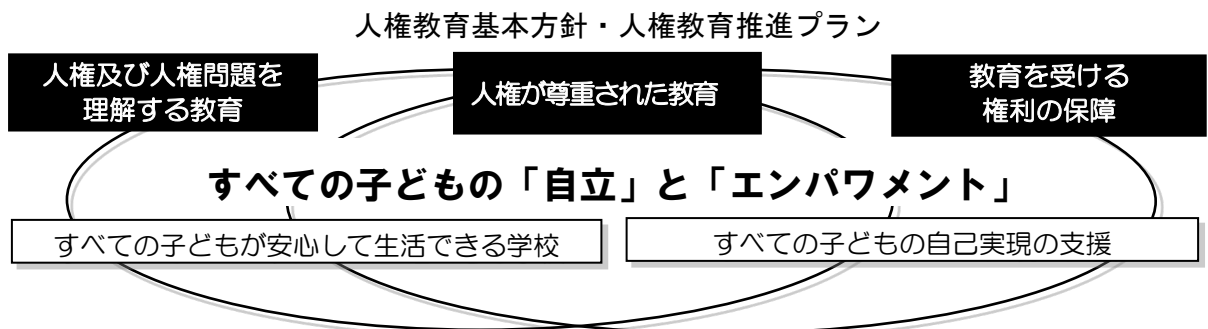 人権教育基本方針・人権教育推進プラン
人権及び人権問題を
理解する教育
人権が尊重された教育
教育を受ける
権利の保障
すべての子どもの「自立」と「エンパワメント」
すべての子どもが安心して生活できる学校
すべての子どもの自己実現の支援